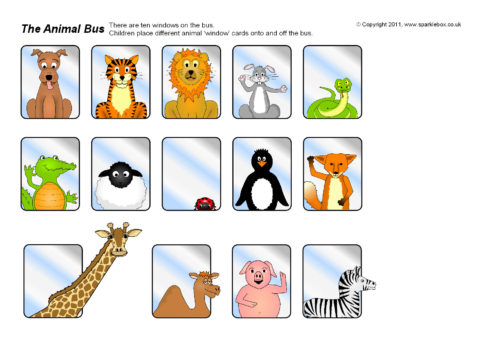 The Animal Bus
There are ten windows on the bus.
Children place different animal 'window' cards onto and off the bus.
© Copyright 2011, www.sparklebox.co.uk